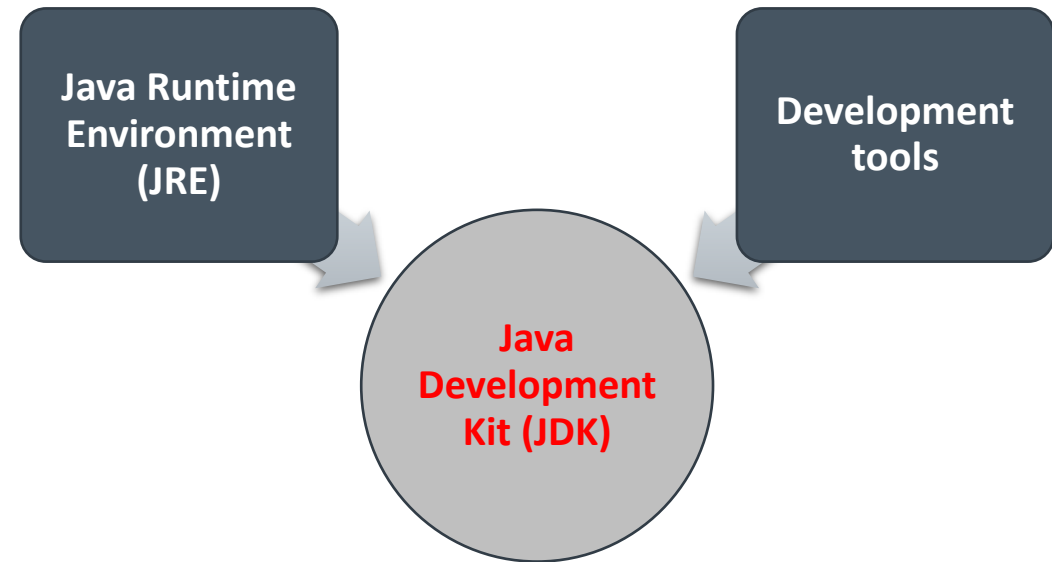 Java Runtime
Environment
(JRE)
Development
tools
Java
Development
Kit (JDK)